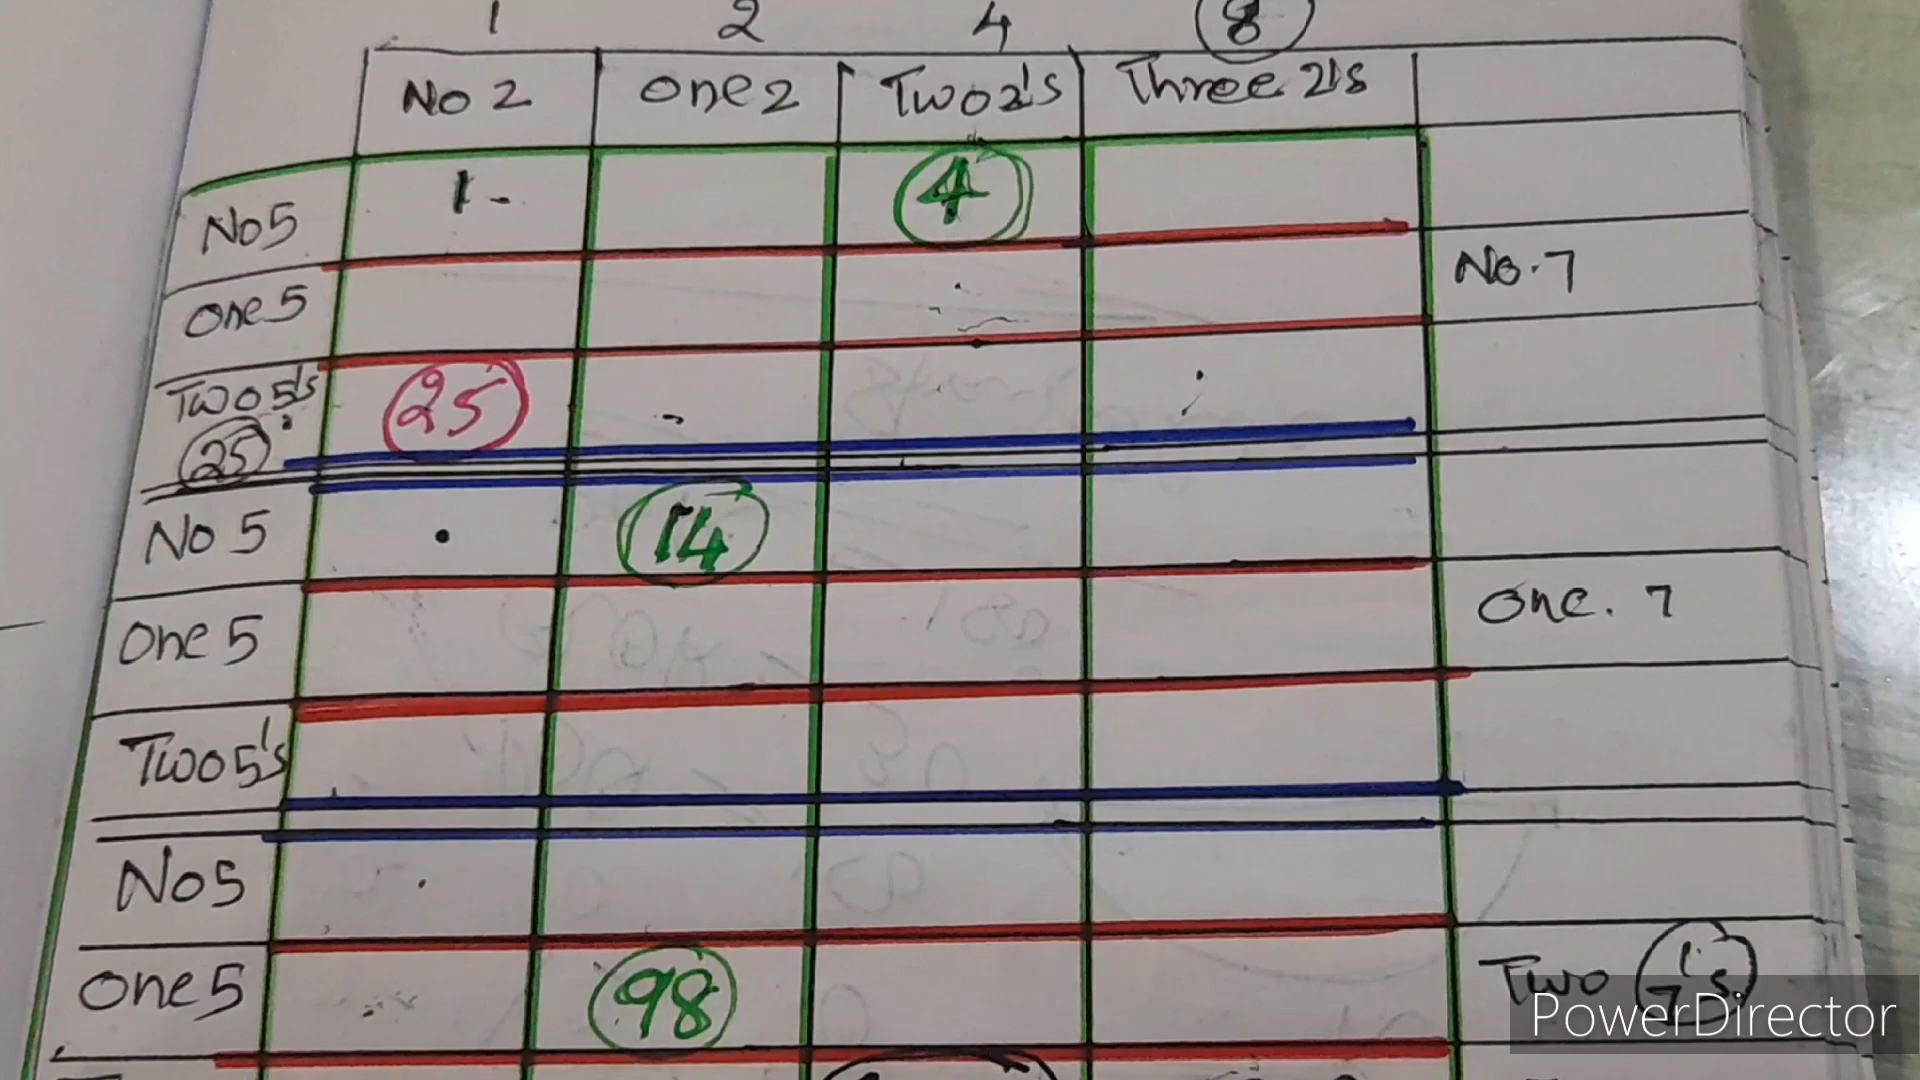 1 2 4 8
No 2 One 2 Two 2's Three 2's
No 5 1 4
One 5 No. 7
Two 5's 25
25
No 5 14
One 5 One. 7
Two 5's
No 5
One 5 98 Two 7's
PowerDirector